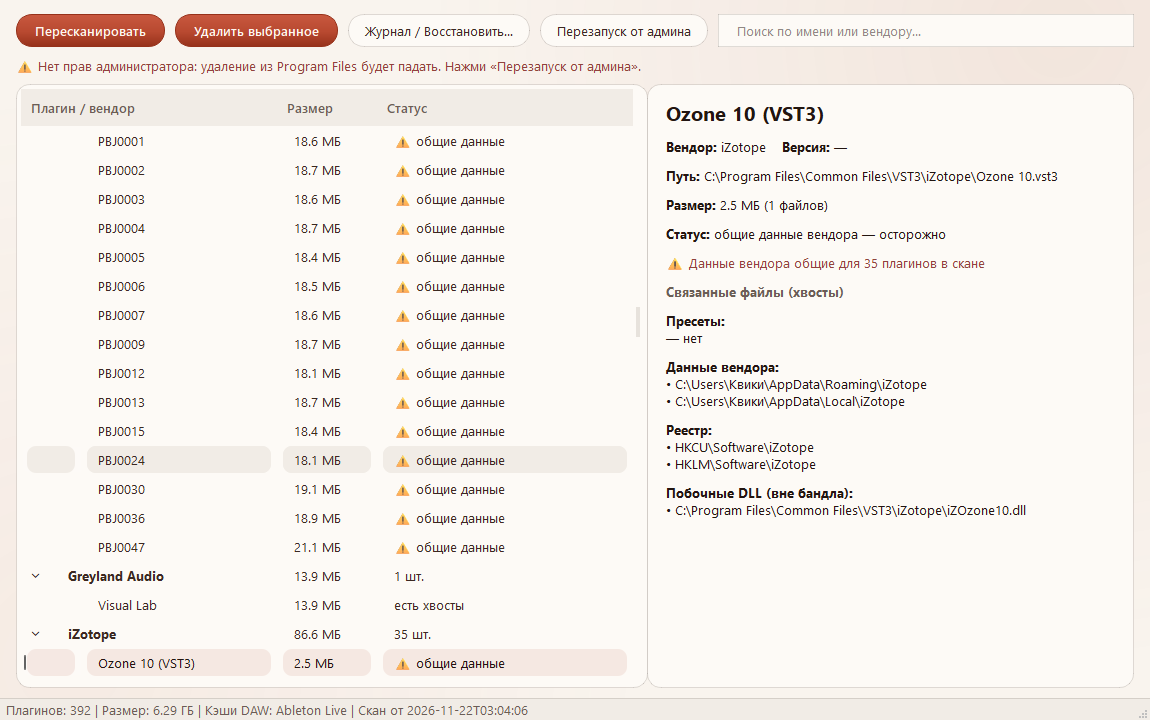 Пересканировать
Удалить выбранное
Журнал / Восстановить...
Перезапуск от админа
Поиск по имени или вендору...
Нет прав администратора: удаление из Program Files будет падать. Нажми «Перезапуск от админа».
Плагин / вендор Размер Статус
PBJ0001 18.6 МБ общие данные
PBJ0002 18.7 МБ общие данные
PBJ0003 18.6 МБ общие данные
PBJ0004 18.7 МБ общие данные
PBJ0005 18.4 МБ общие данные
PBJ0006 18.5 МБ общие данные
PBJ0007 18.6 МБ общие данные
PBJ0009 18.7 МБ общие данные
PBJ0012 18.1 МБ общие данные
PBJ0013 18.7 МБ общие данные
PBJ0015 18.4 МБ общие данные
PBJ0024 18.1 МБ общие данные
PBJ0030 19.1 МБ общие данные
PBJ0036 18.9 МБ общие данные
PBJ0047 21.1 МБ общие данные
Greyland Audio 13.9 МБ 1 шт.
Visual Lab 13.9 МБ есть хвосты
iZotope 86.6 МБ 35 шт.
Ozone 10 (VST3) 2.5 МБ общие данные
Ozone 10 (VST3)
Вендор: iZotope Версия: —
Путь: C:\Program Files\Common Files\VST3\iZotope\Ozone 10.vst3
Размер: 2.5 МБ (1 файлов)
Статус: общие данные вендора — осторожно
Данные вендора общие для 35 плагинов в скане
Связанные файлы (хвосты)
Пресеты:
— нет
Данные вендора:
• C:\Users\Квики\AppData\Roaming\iZotope
• C:\Users\Квики\AppData\Local\iZotope
Реестр:
• HKCU\Software\iZotope
• HKLM\Software\iZotope
Побочные DLL (вне бандла):
• C:\Program Files\Common Files\VST3\iZotope\iZOzone10.dll
Плагинов: 392 | Размер: 6.29 ГБ | Кэши DAW: Ableton Live | Скан от 2026-11-22T03:04:06